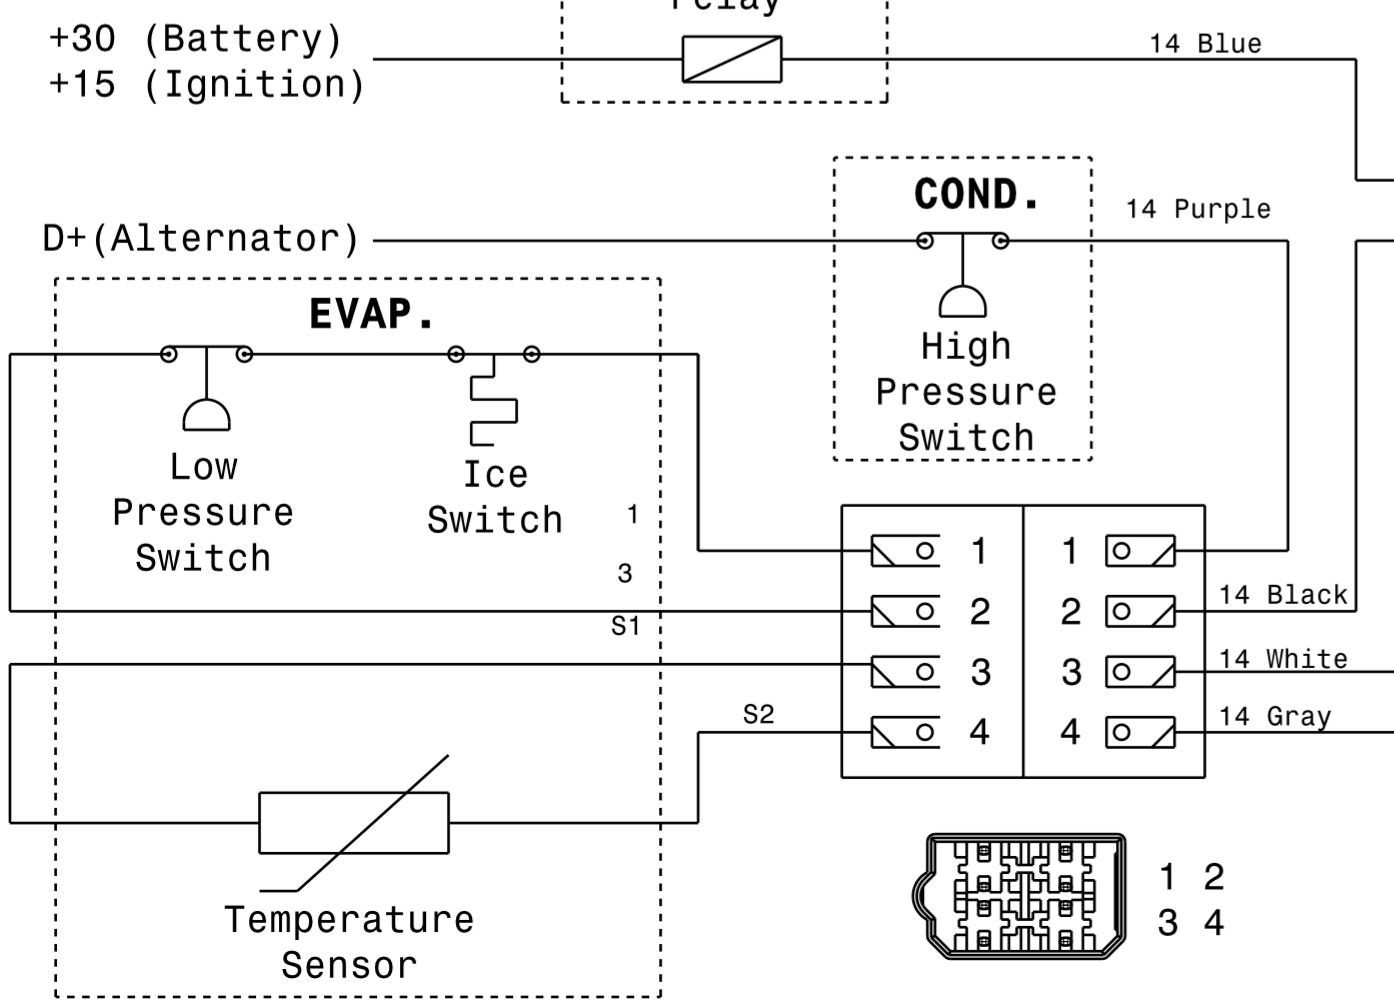 relay
+30 (Battery)
+15 (Ignition)
14 Blue
COND.
14 Purple
D+(Alternator)
EVAP.
High
Pressure
Switch
Low
Pressure
Switch
Ice
Switch
1
3
S1
S2
1 1
2 2
3 3
4 4
14 Black
14 White
14 Gray
Temperature
Sensor
1 2
3 4